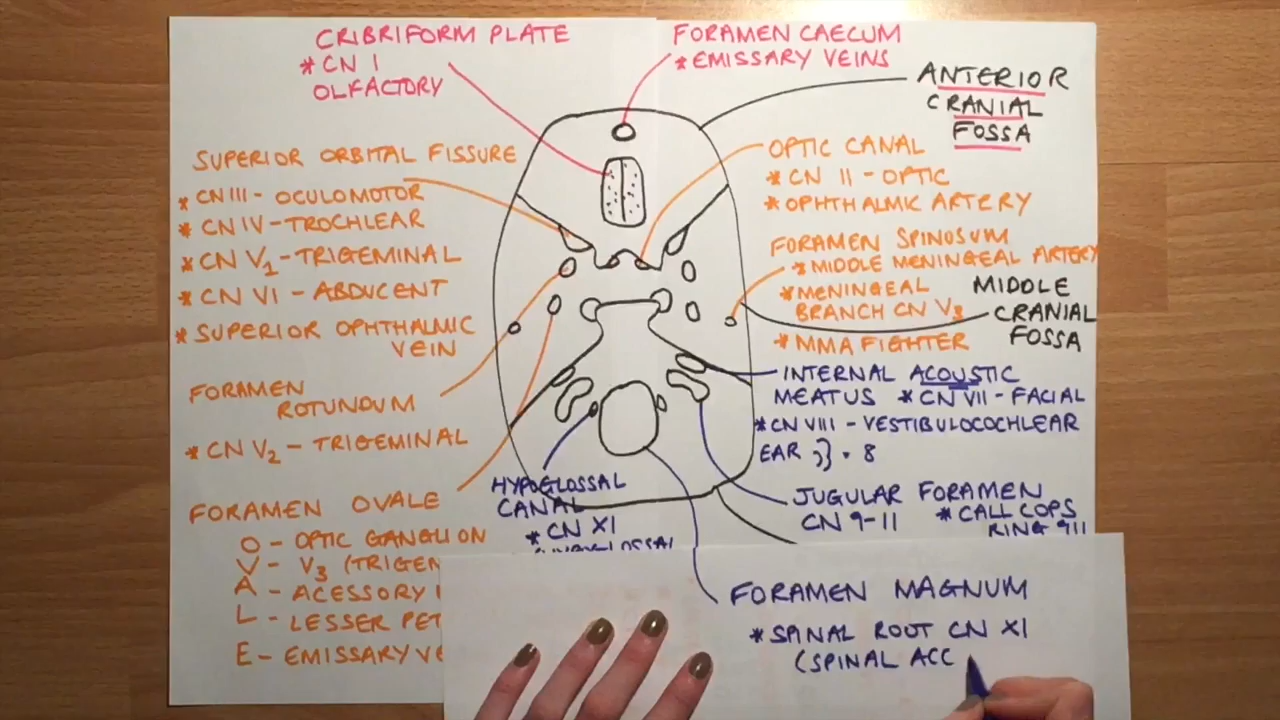 CRIBRIFORM PLATE
* CN I
OLFACTORY
FORAMEN CAECUM
* EMISSARY VEINS
ANTERIOR
CRANIAL
FOSSA
SUPERIOR ORBITAL FISSURE
* CN III - OCULOMOTOR
* CN IV - TROCHLEAR
* CN V1 - TRIGEMINAL
* CN VI - ABDUCENT
* SUPERIOR OPHTHALMIC
VEIN
OPTIC CANAL
* CN II - OPTIC
* OPHTHALMIC ARTERY
FORAMEN SPINOSUM
* MIDDLE MENINGEAL ARTERY
* MENINGEAL
BRANCH CN V3
* MMA FIGHTER
MIDDLE
CRANIAL
FOSSA
FORAMEN
ROTUNDUM
* CN V2 - TRIGEMINAL
INTERNAL ACOUSTIC
MEATUS * CN VII - FACIAL
* CN VIII - VESTIBULOCOCHLEAR
EAR 8
FORAMEN OVALE
O - OPTIC GANGLION
V - V3 (TRIGEM
A - ACESSORY
L - LESSER PET
E - EMISSARY VE
HYPOGLOSSAL
CANAL
* CN XI
JUGULAR FORAMEN
CN 9-11 * CALL COPS
RING 911
FORAMEN MAGNUM
* SPINAL ROOT CN XI
(SPINAL ACC